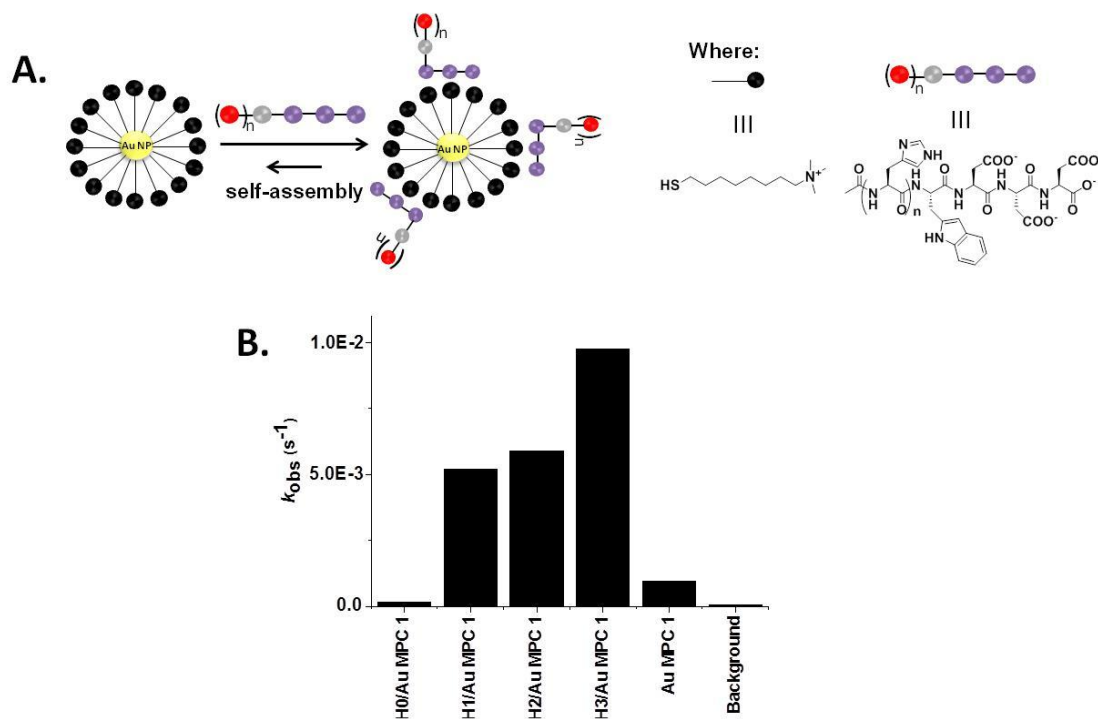 A.
Au NP
( )n
self-assembly
( )n
Au NP
( )n
( )n
Where:
( )n
|||
|||
HS
N+
O
N
H
O
n
N
NH
H
N
O
HN
COO-
N
H
O
COO-
H
N
O
N
H
COO-
O-
O
B.
kobs (s-1)
1.0E-2
5.0E-3
0.0
H0/Au MPC 1
H1/Au MPC 1
H2/Au MPC 1
H3/Au MPC 1
Au MPC 1
Background